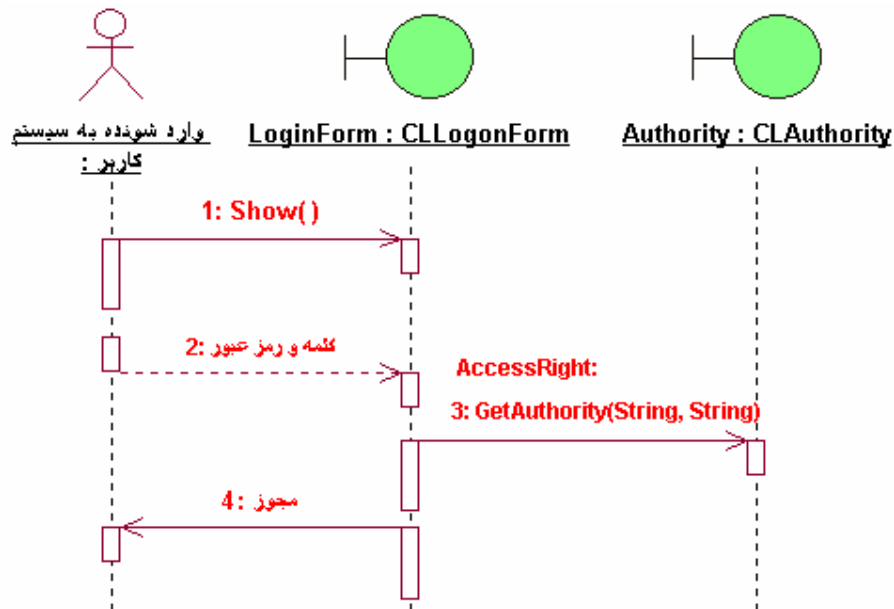 وارد شونده به سیستم
کاربر :
LoginForm : CLLogonForm
Authority : CLAuthority
1: Show( )
2: کلمه و رمز عبور
AccessRight:
3: GetAuthority(String, String)
4 : مجوز